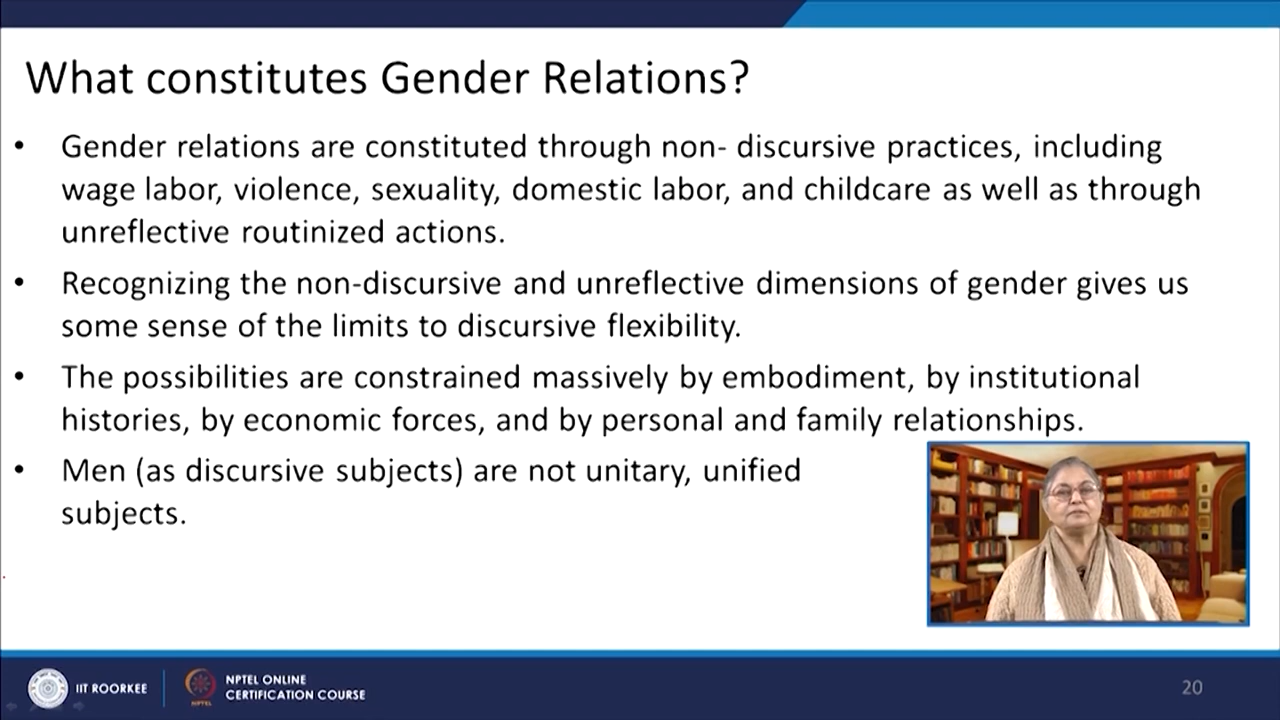 What constitutes Gender Relations?
• Gender relations are constituted through non- discursive practices, including
wage labor, violence, sexuality, domestic labor, and childcare as well as through
unreflective routinized actions.
• Recognizing the non-discursive and unreflective dimensions of gender gives us
some sense of the limits to discursive flexibility.
• The possibilities are constrained massively by embodiment, by institutional
histories, by economic forces, and by personal and family relationships.
• Men (as discursive subjects) are not unitary, unified
subjects.
IIT ROORKEE
NPTEL
NPTEL ONLINE
CERTIFICATION COURSE
20